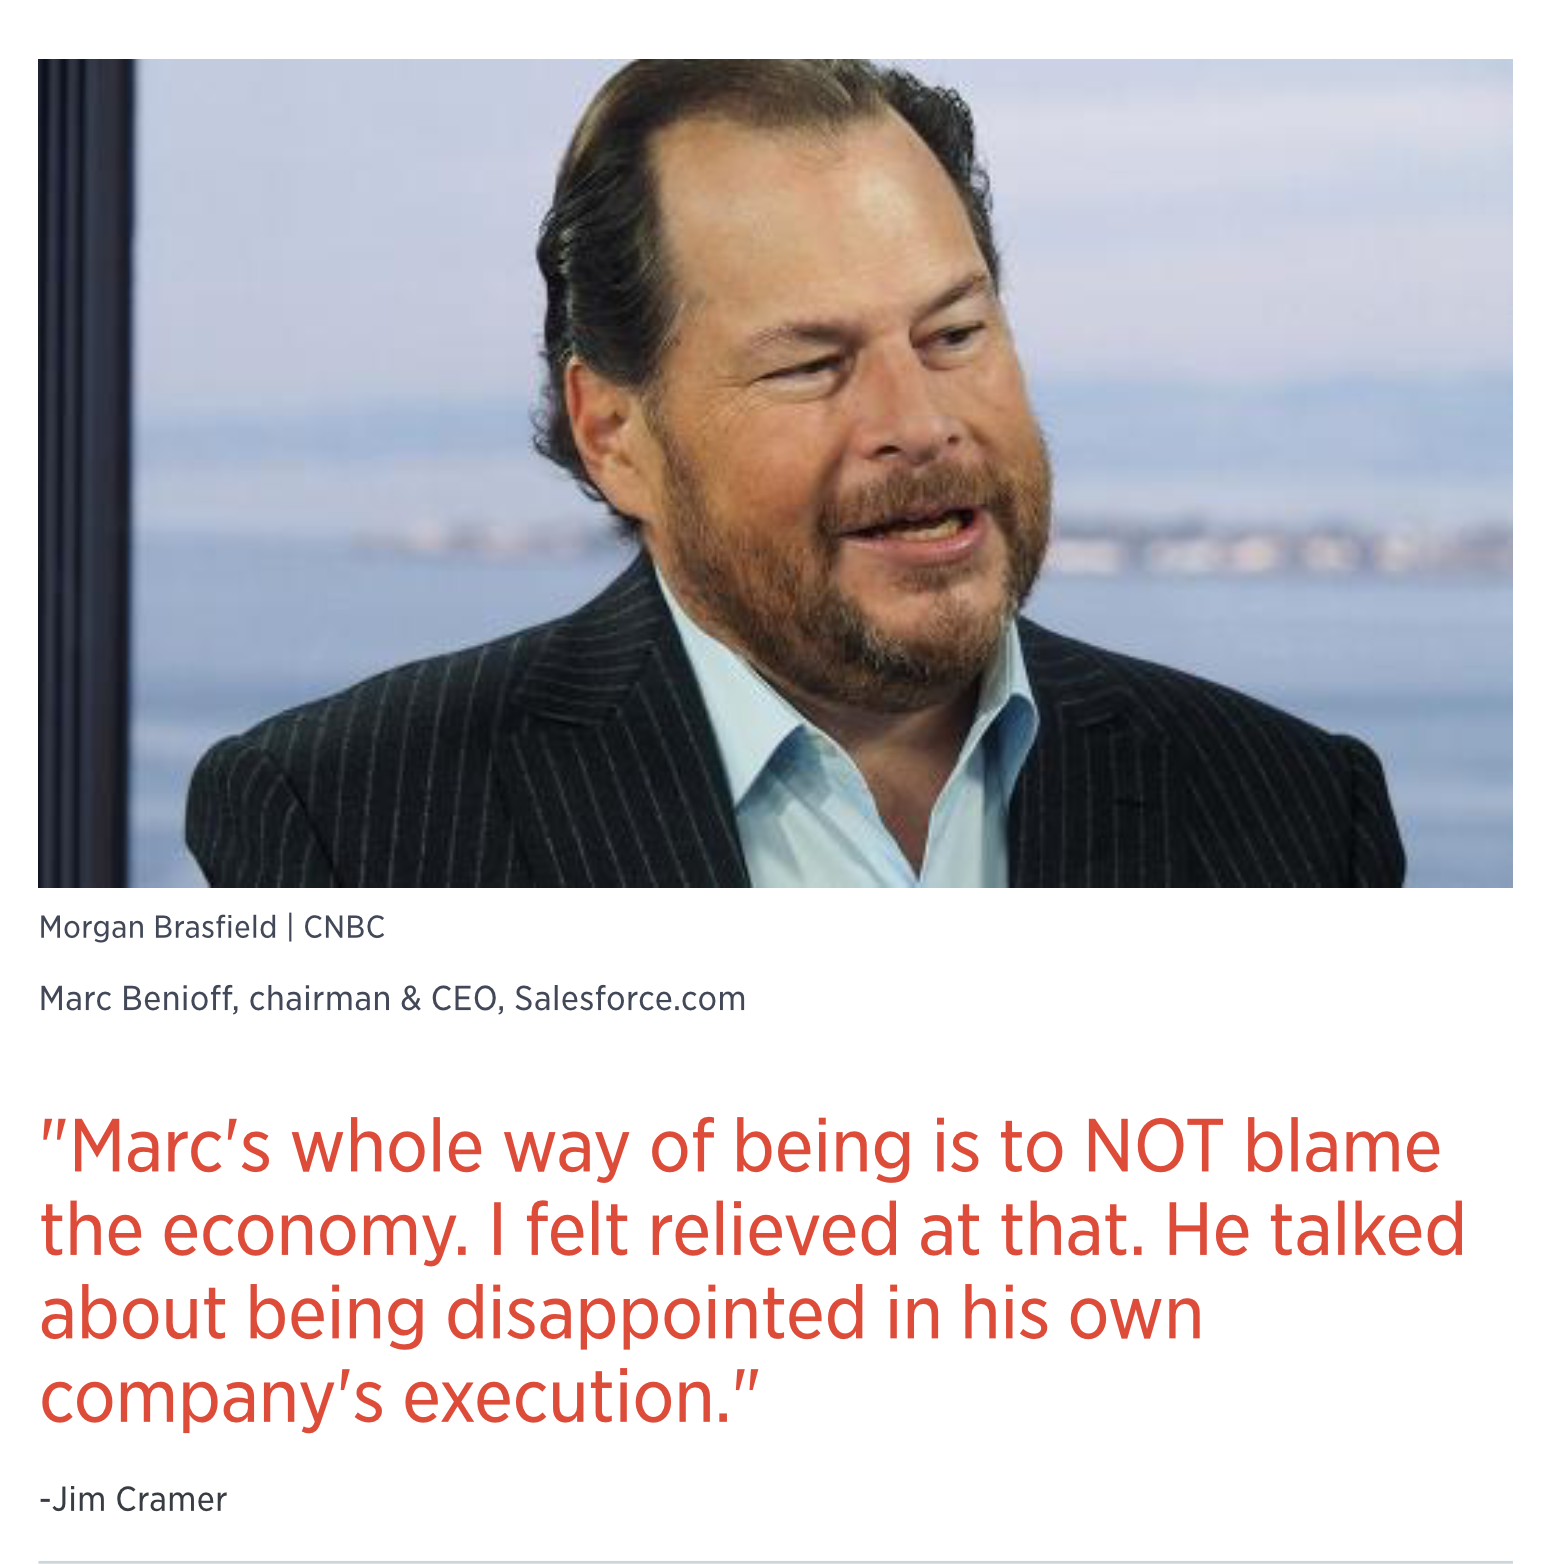 Morgan Brasfield | CNBC
Marc Benioff, chairman & CEO, Salesforce.com
"Marc's whole way of being is to NOT blame
the economy. I felt relieved at that. He talked
about being disappointed in his own
company's execution."
-Jim Cramer